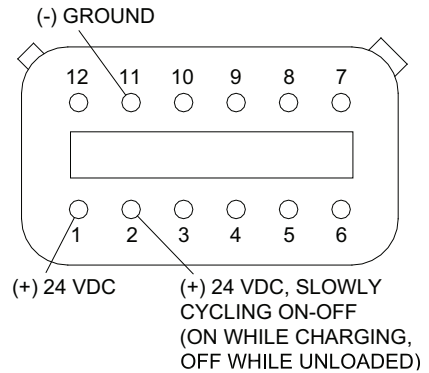 (-) GROUND
12 11 10 9 8 7
1 2 3 4 5 6
(+) 24 VDC
(+) 24 VDC, SLOWLY
CYCLING ON-OFF
(ON WHILE CHARGING,
OFF WHILE UNLOADED)